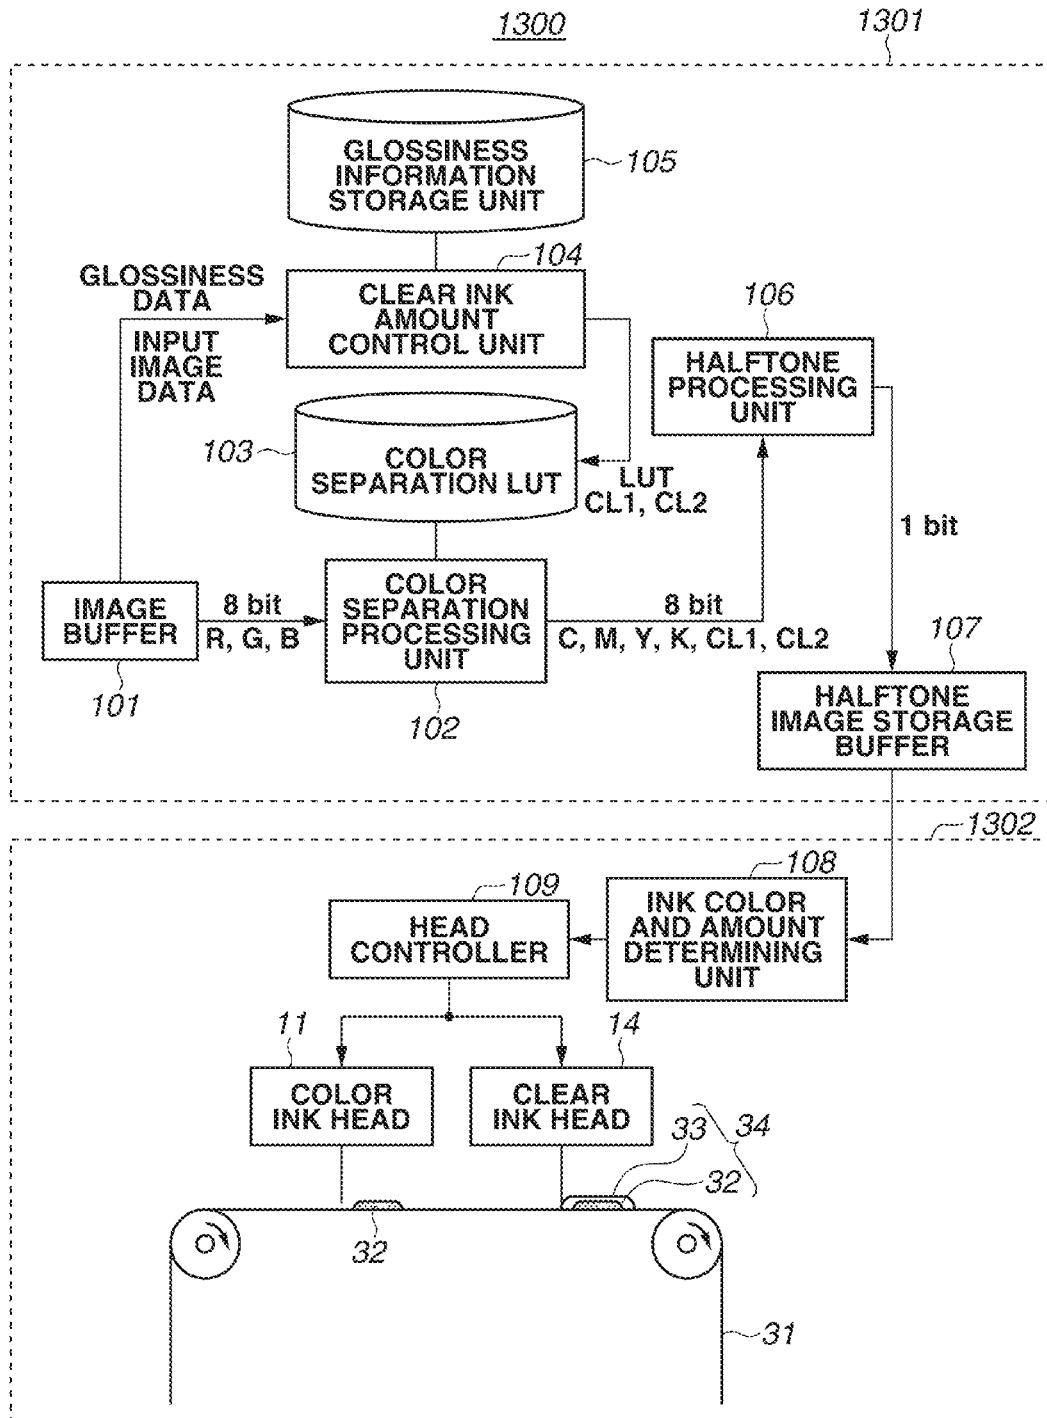 1300
1301
GLOSSINESS
INFORMATION
STORAGE UNIT
105
104
GLOSSINESS
DATA
INPUT
IMAGE
DATA
CLEAR INK
AMOUNT
CONTROL UNIT
106
HALFTONE
PROCESSING
UNIT
103
COLOR
SEPARATION LUT
LUT
CL1, CL2
1 bit
IMAGE
BUFFER
101
8 bit
R, G, B
COLOR
SEPARATION
PROCESSING
UNIT
102
8 bit
C, M, Y, K, CL1, CL2
107
HALFTONE
IMAGE STORAGE
BUFFER
1302
108
INK COLOR
AND AMOUNT
DETERMINING
UNIT
109
HEAD
CONTROLLER
11
COLOR
INK HEAD
14
CLEAR
INK HEAD
33
34
32
32
31